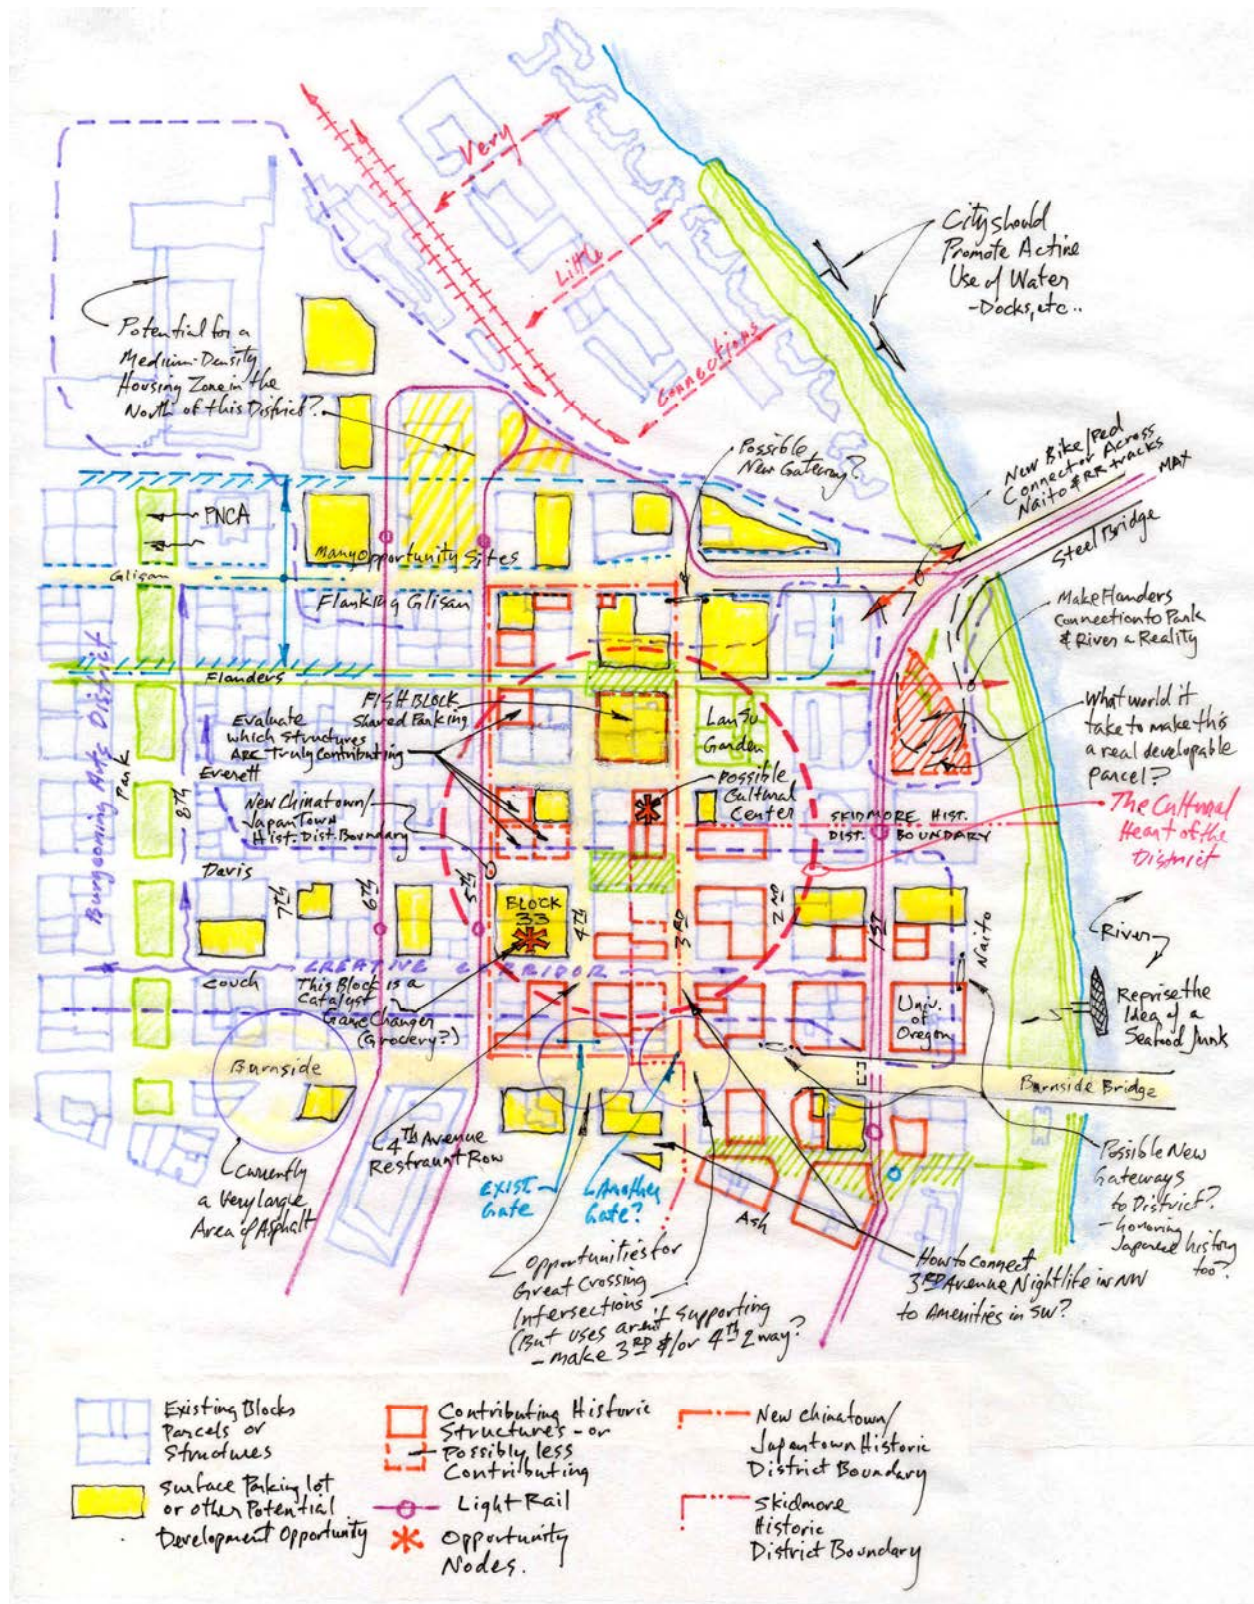 Very
Little
Connections
City should
Promote Active
Use of Water
- Docks, etc..
Potential for a
Medium-Density
Housing Zone in the
North of this District?
Possible
New Gateway?
New Bike/Ped
Connector Across
Naito & RR tracks
MAX
Steel Bridge
PNCA
Many Opportunity Sites
Flanking Glisan
Glisan
Make Flanders
Connection to Park
& River a Reality
Burgeoning Arts District
Park
8th
Flanders
FISH BLOCK
Shared Parking
Evaluate
which Structures
ARE Truly Contributing
Everett
Lan Su
Garden
What world it
take to make this
a real developable
parcel?
Possible
Cultural
Center
New Chinatown/
JapanTown
Hist. Dist. Boundary
SKIDMORE HIST.
DIST. BOUNDARY
The Cultural
Heart of the
District
Davis
7th
6th
5th
BLOCK
33
4th
3RD
2ND
1ST
Naito
River
CREATIVE CORRIDOR
Couch
This Block is a
Catalyst
Game Changer
(Grocery?)
Univ.
of
Oregon
Reprise the
Idea of a
Seafood Junk
Burnside
Burnside Bridge
4th Avenue
Restraunt Row
Currently
a Very Large
Area of Asphalt
EXIST
Gate
Another
Gate?
Ash
Possible New
Gateways
to District?
- honoring
Japanese history
too?
Opportunities for
Great Crossing
Intersections
(But uses aren't supporting
- make 3RD &/or 4th 2 way?
How to connect
3RD Avenue Nightlife in NW
to Amenities in SW?
Existing Blocks
Parcels or
Structures
Surface Parking lot
or other Potential
Development Opportunity
Contributing Historic
Structures - or
Possibly less
Contributing
Light Rail
Opportunity
Nodes.
New Chinatown/
Japantown Historic
District Boundary
Skidmore
Historic
District Boundary